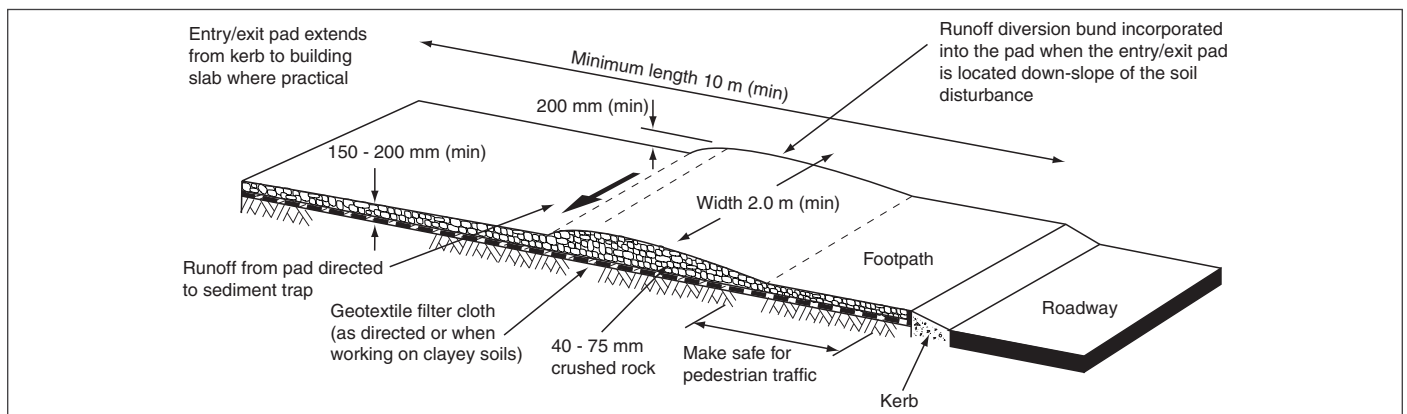 Entry/exit pad extends
from kerb to building
slab where practical
Minimum length 10 m (min)
Runoff diversion bund incorporated
into the pad when the entry/exit pad
is located down-slope of the soil
disturbance
200 mm (min)
150 - 200 mm (min)
Width 2.0 m (min)
Footpath
Roadway
Runoff from pad directed
to sediment trap
Geotextile filter cloth
(as directed or when
working on clayey soils)
40 - 75 mm
crushed rock
Make safe for
pedestrian traffic
Kerb